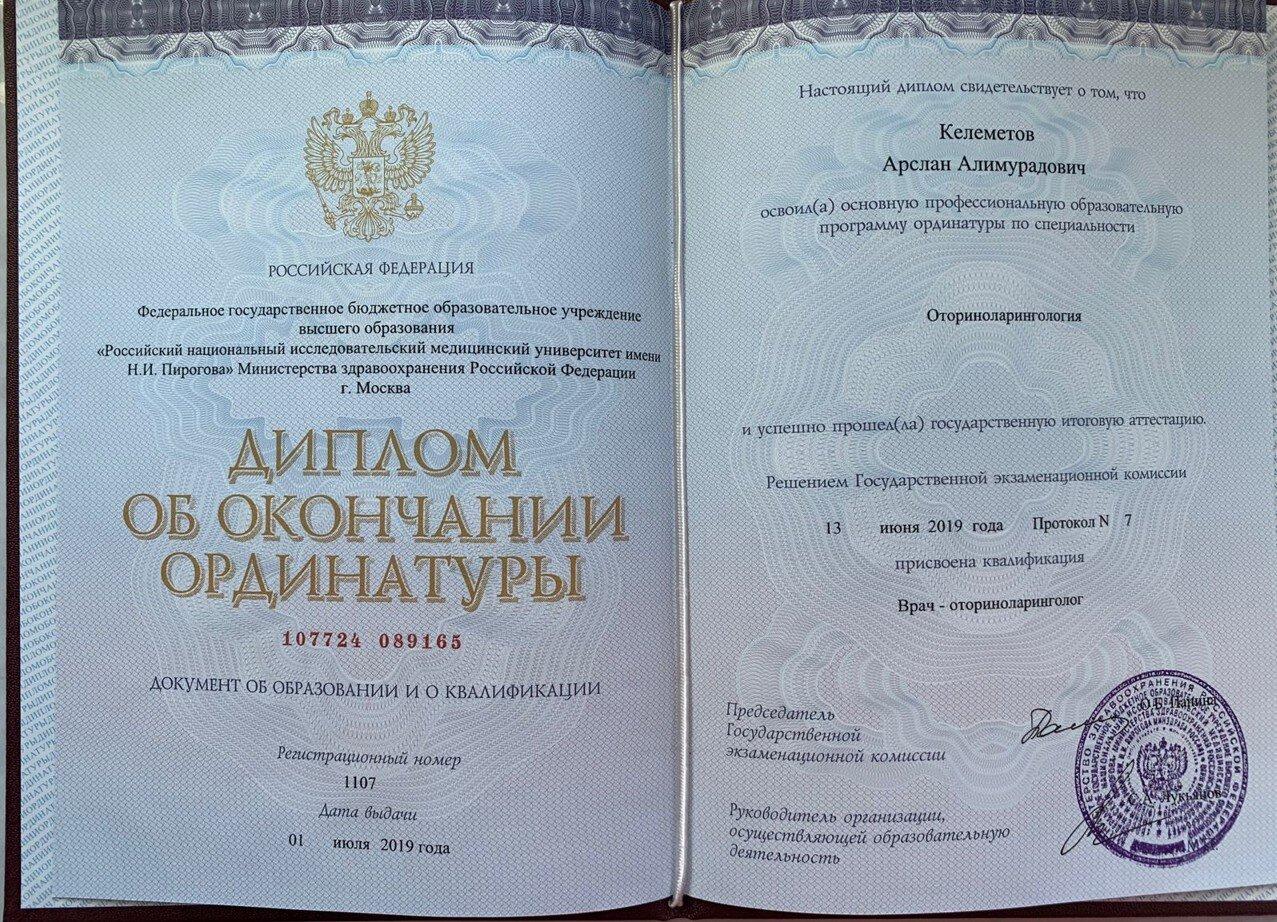 РОССИЙСКАЯ ФЕДЕРАЦИЯ
Федеральное государственное бюджетное образовательное учреждение
высшего образования
«Российский национальный исследовательский медицинский университет имени
Н.И. Пирогова» Министерства здравоохранения Российской Федерации
г. Москва
ДИПЛОМ
ОБ ОКОНЧАНИИ
ОРДИНАТУРЫ
107724 089165
ДОКУМЕНТ ОБ ОБРАЗОВАНИИ И О КВАЛИФИКАЦИИ
Регистрационный номер
1107
Дата выдачи
01 июля 2019 года
Настоящий диплом свидетельствует о том, что
Келеметов
Арслан Алимурадович
освоил(а) основную профессиональную образовательную
программу ординатуры по специальности
Оториноларингология
и успешно прошел(ла) государственную итоговую аттестацию.
Решением Государственной экзаменационной комиссии
13 июня 2019 года Протокол N 7
присвоена квалификация
Врач - оториноларинголог
Председатель
Государственной
экзаменационной комиссии
О.Б. Панина
Руководитель организации,
осуществляющей образовательную
деятельность
С.А. Лукьянов